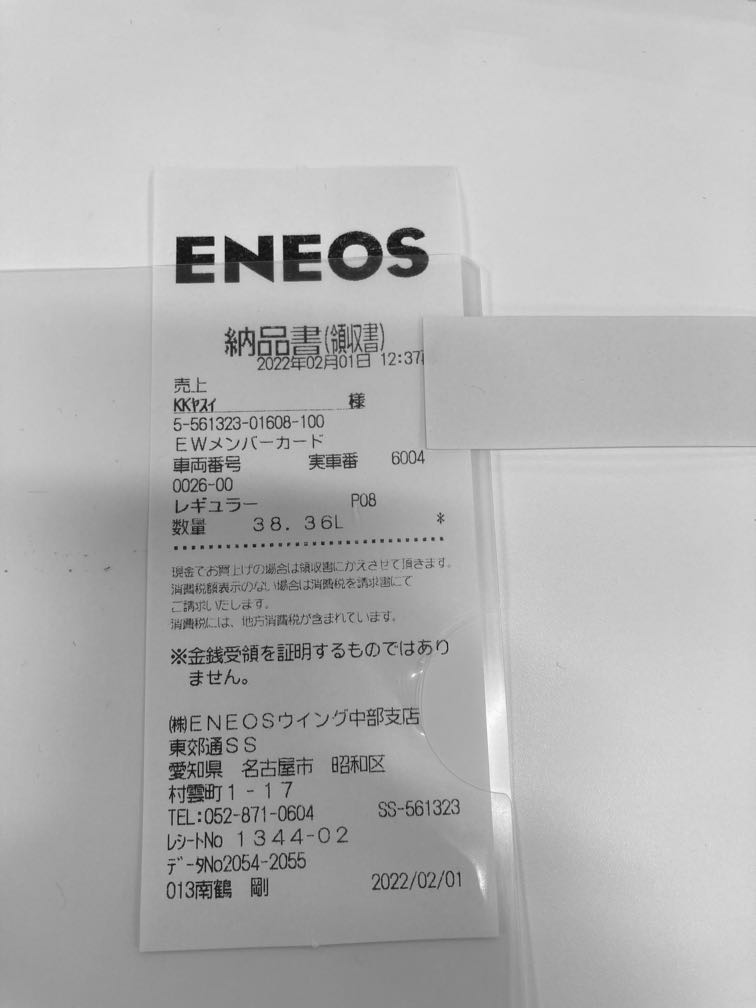 ENEOS
納品書(領収書)
2022年02月01日 12:37
売上
KKﾔｽｲ 様
5-561323-01608-100
EWメンバーカード
車両番号 実車番 6004
0026-00
レギュラー P08
数量 38.36L *
現金でお買上げの場合は領収書にかえさせて頂きます。
消費税額表示のない場合は消費税を請求書にて
ご請求いたします。
消費税には、地方消費税が含まれています。
※金銭受領を証明するものではあり
ません。
㈱ENEOSウイング中部支店
東郊通SS
愛知県 名古屋市 昭和区
村雲町1-17
TEL:052-871-0604 SS-561323
ﾚｼｰﾄNo 1344-02
ﾃﾞｰﾀNo2054-2055
013南鶴 剛 2022/02/01